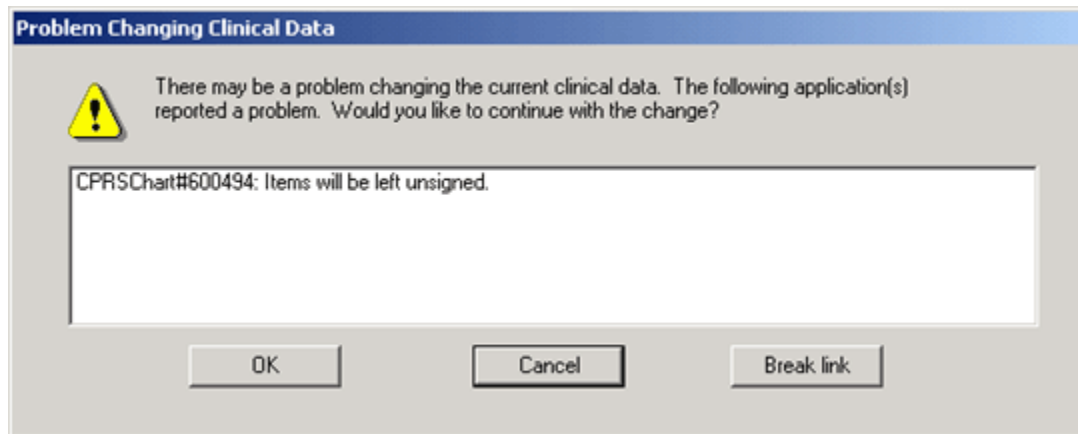 Problem Changing Clinical Data
There may be a problem changing the current clinical data. The following application(s)
reported a problem. Would you like to continue with the change?
CPRSChart#600494: Items will be left unsigned.
OK
Cancel
Break link